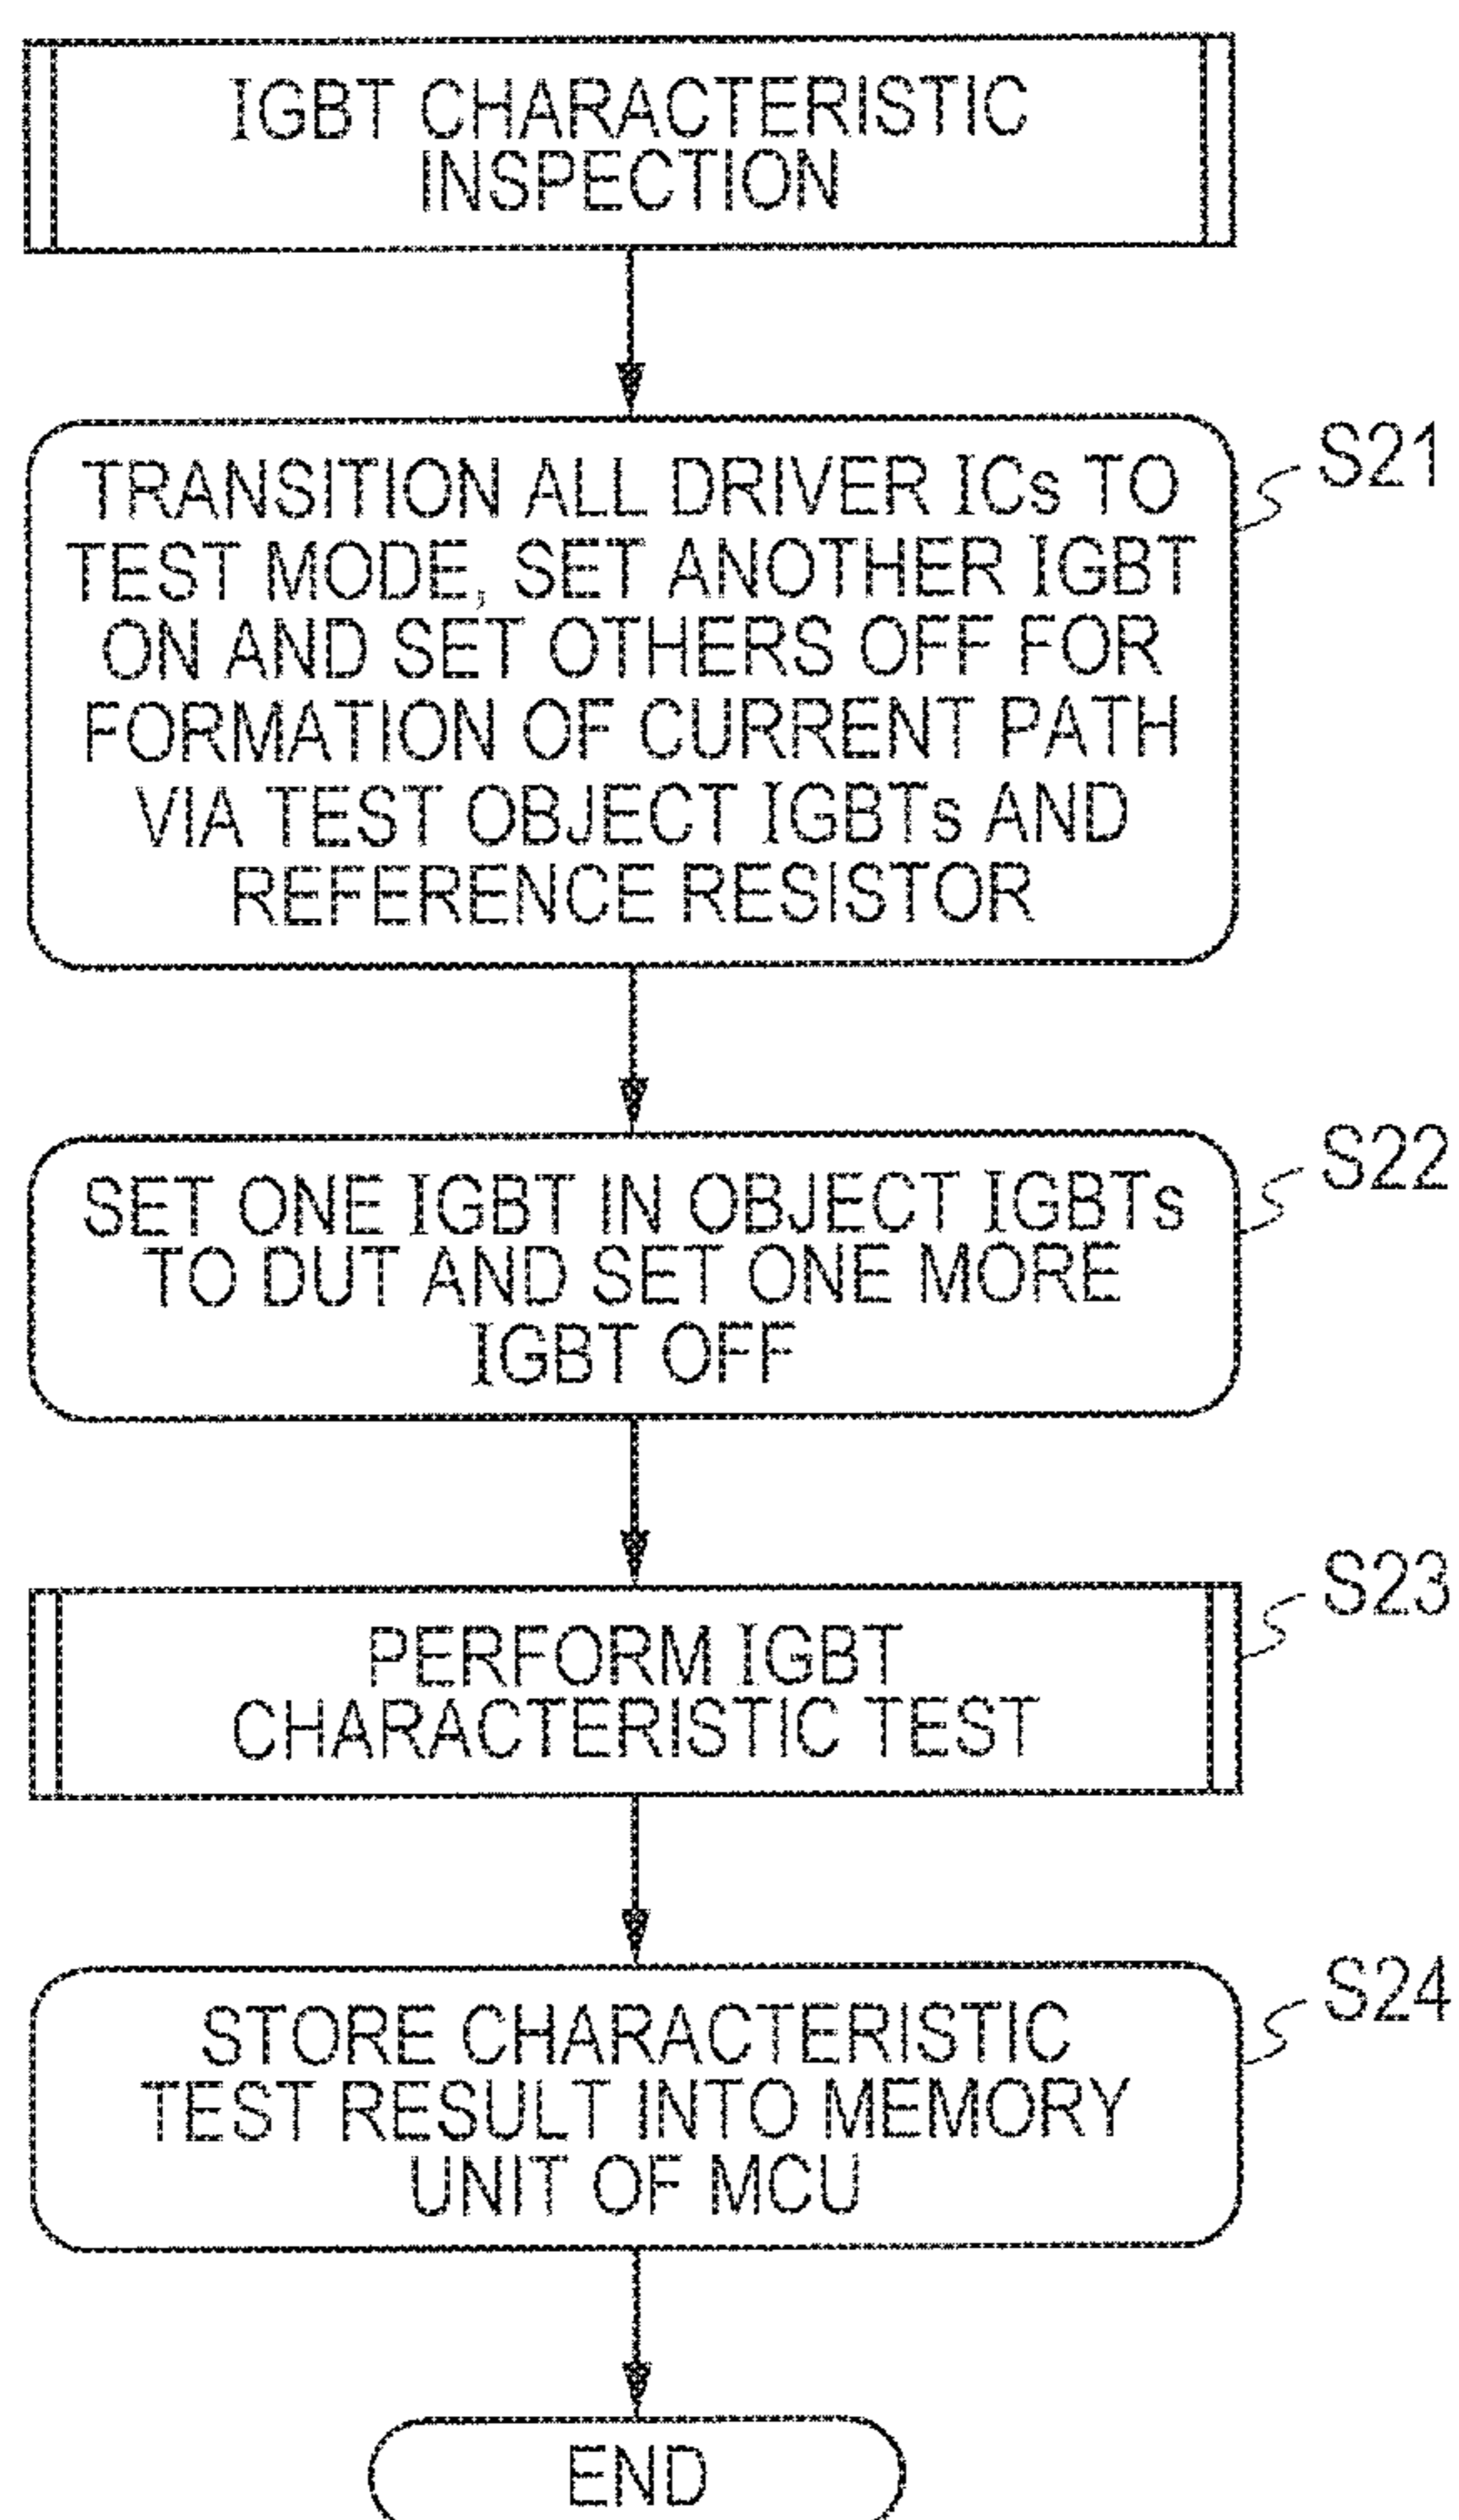 IGBT CHARACTERISTIC
INSPECTION
TRANSITION ALL DRIVER ICs TO
TEST MODE, SET ANOTHER IGBT
ON AND SET OTHERS OFF FOR
FORMATION OF CURRENT PATH
VIA TEST OBJECT IGBTs AND
REFERENCE RESISTOR
S21
SET ONE IGBT IN OBJECT IGBTs
TO DUT AND SET ONE MORE
IGBT OFF
S22
PERFORM IGBT
CHARACTERISTIC TEST
S23
STORE CHARACTERISTIC
TEST RESULT INTO MEMORY
UNIT OF MCU
S24
END